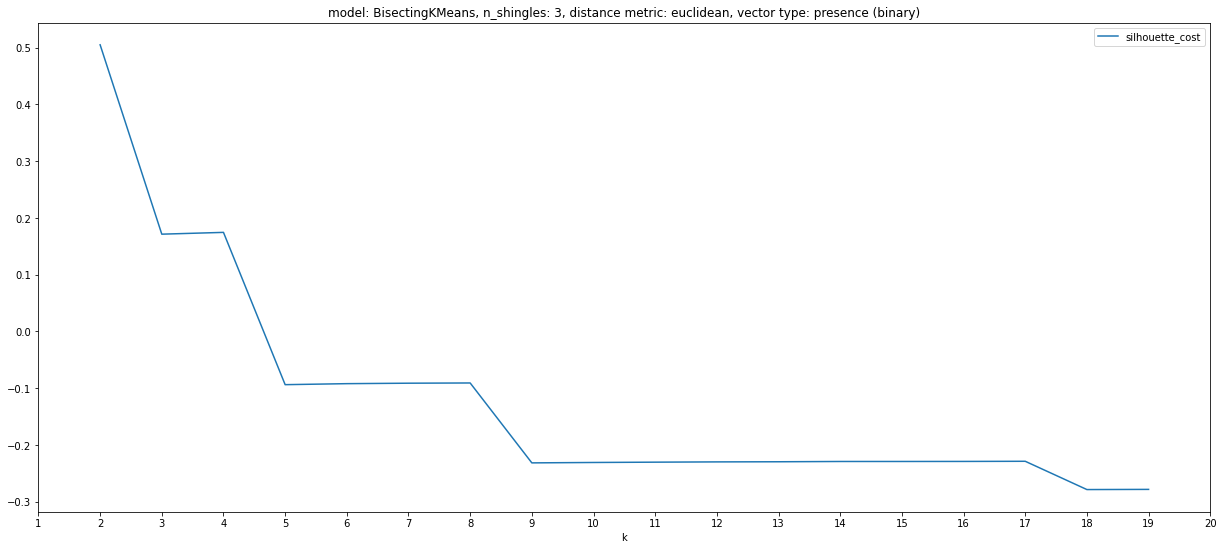 model: BisectingKMeans, n_shingles: 3, distance metric: euclidean, vector type: presence (binary)
silhouette_cost
0.5
0.4
0.3
0.2
0.1
0.0
−0.1
−0.2
−0.3
1 2 3 4 5 6 7 8 9 10 11 12 13 14 15 16 17 18 19 20
k